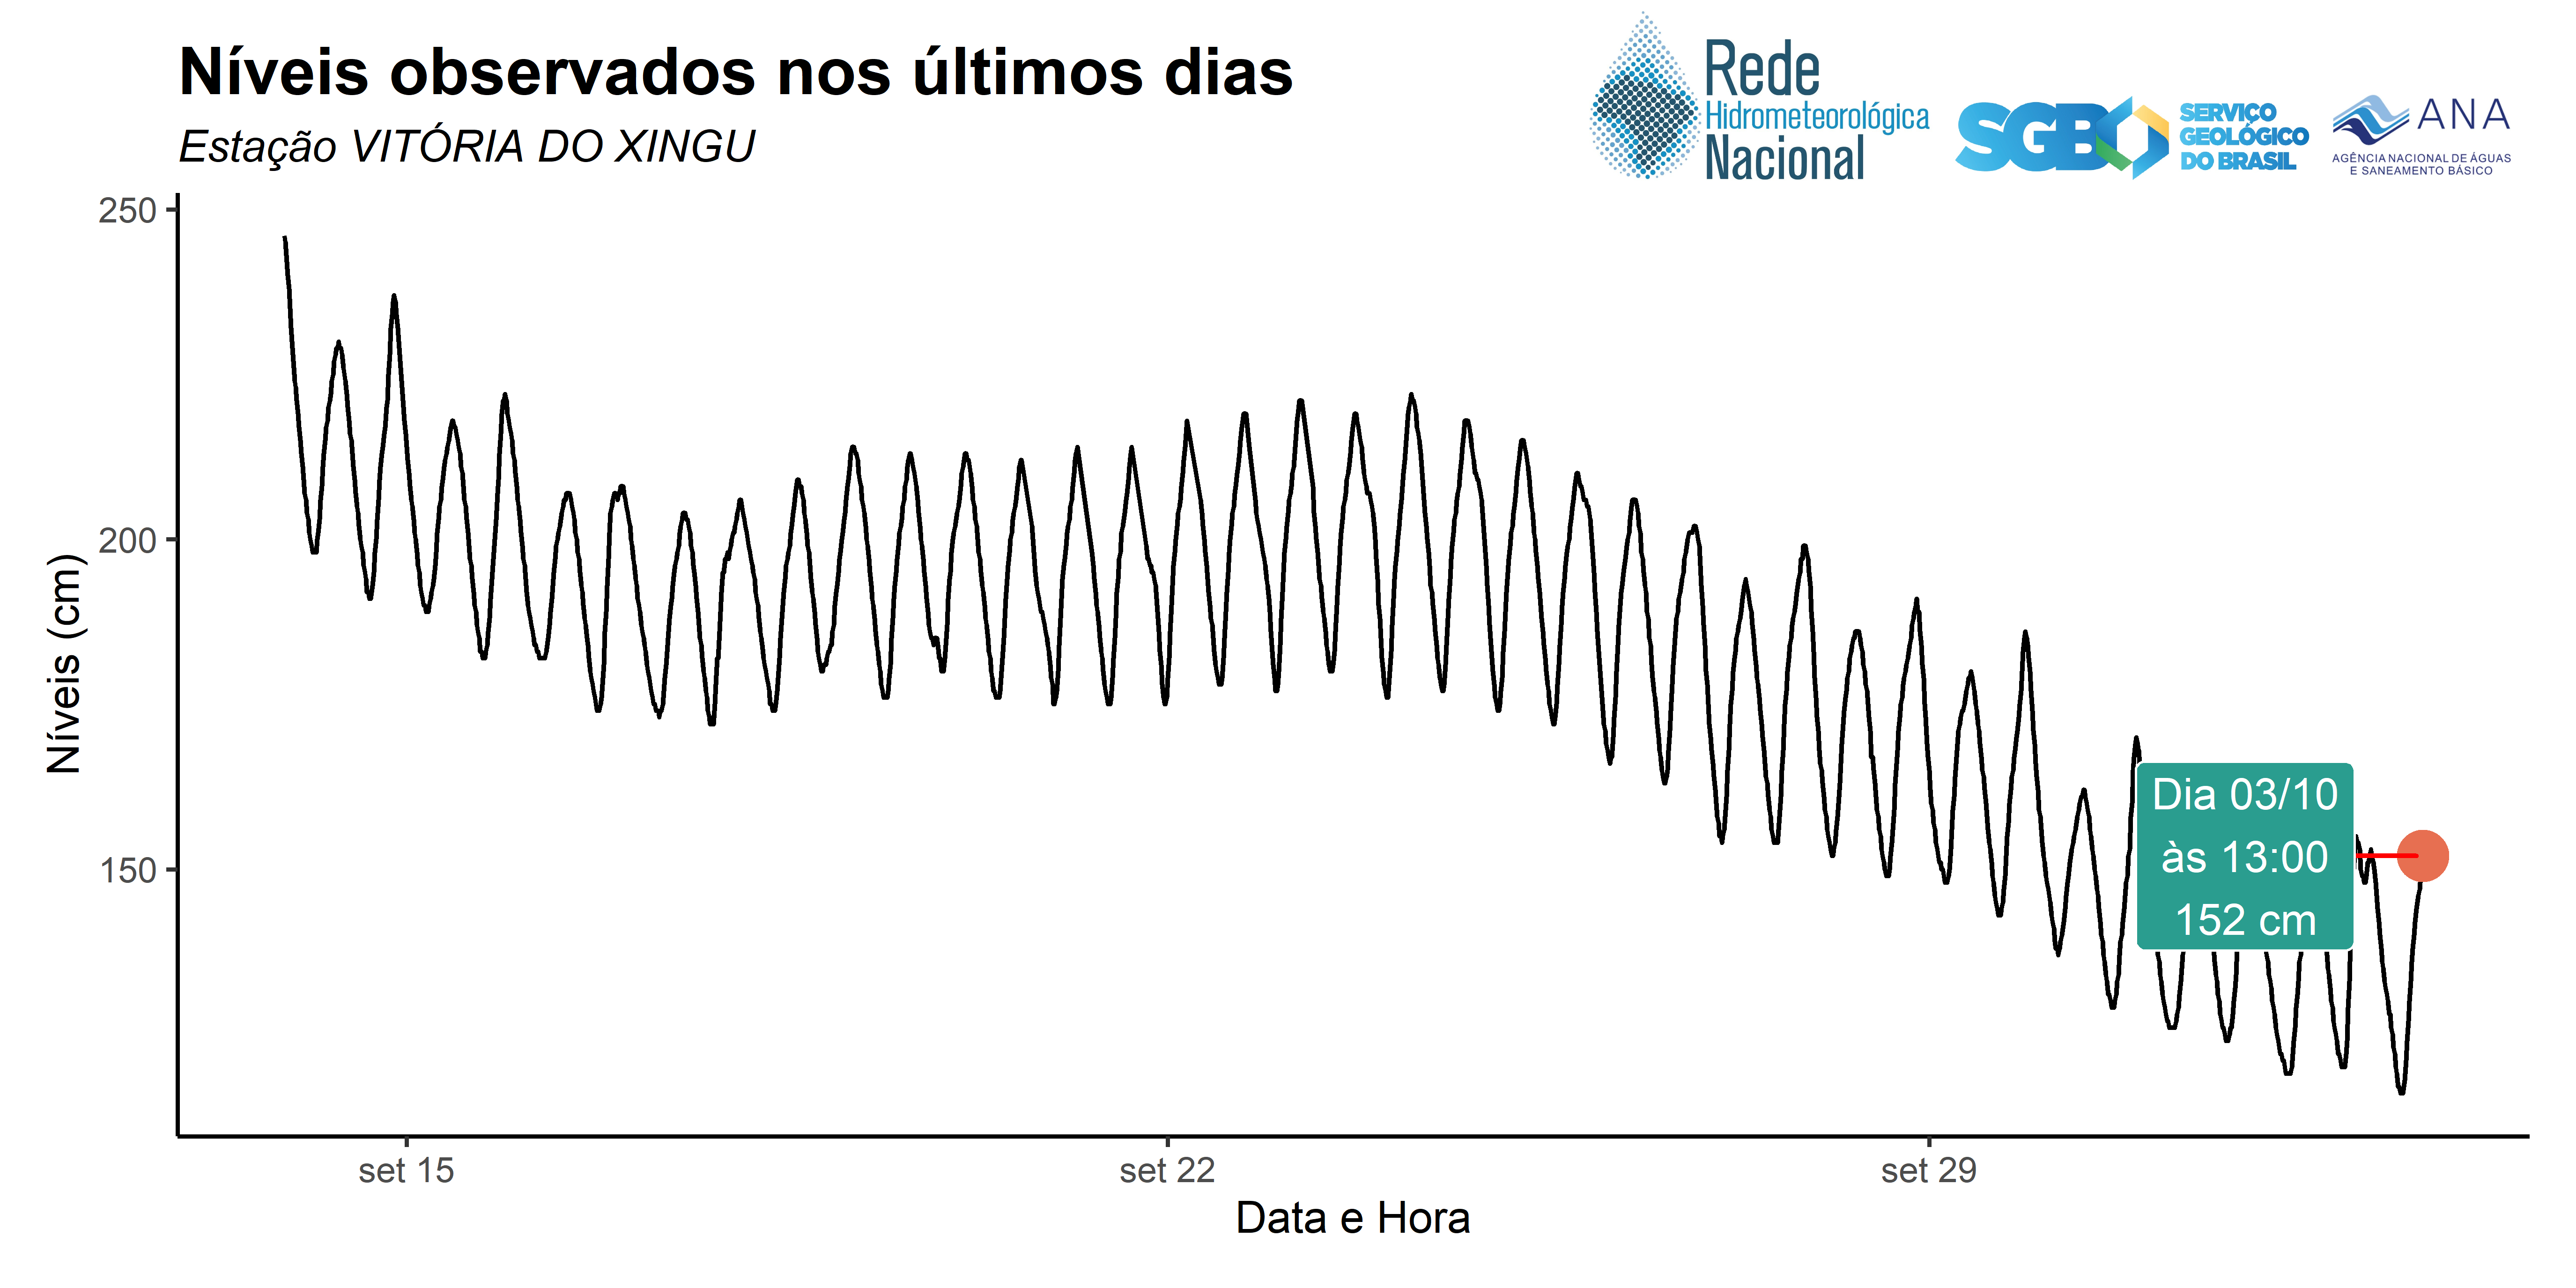 Níveis observados nos últimos dias
Estação VITÓRIA DO XINGU
Rede
Hidrometeorológica
Nacional
SGB
SERVIÇO
GEOLÓGICO
DO BRASIL
ANA
AGÊNCIA NACIONAL DE ÁGUAS
E SANEAMENTO BÁSICO
250
200
150
Níveis (cm)
Dia 03/10
às 13:00
152 cm
set 15
set 22
set 29
Data e Hora